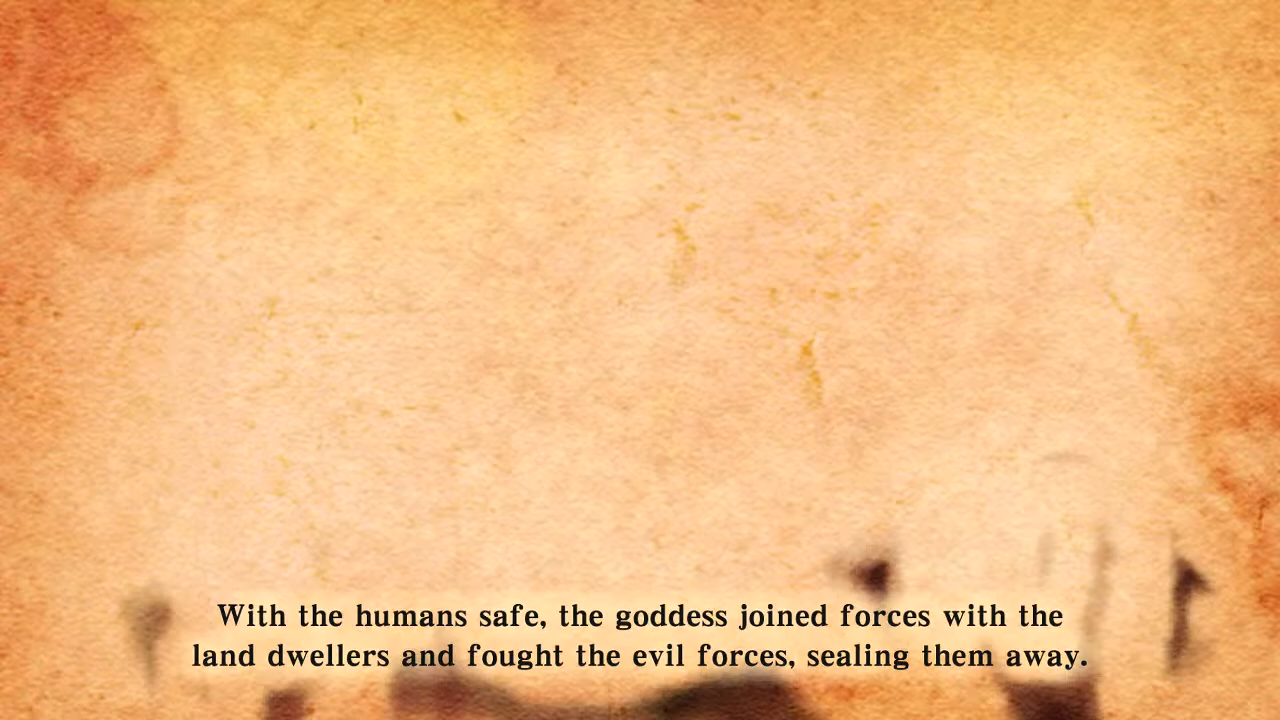 With the humans safe, the goddess joined forces with the
land dwellers and fought the evil forces, sealing them away.